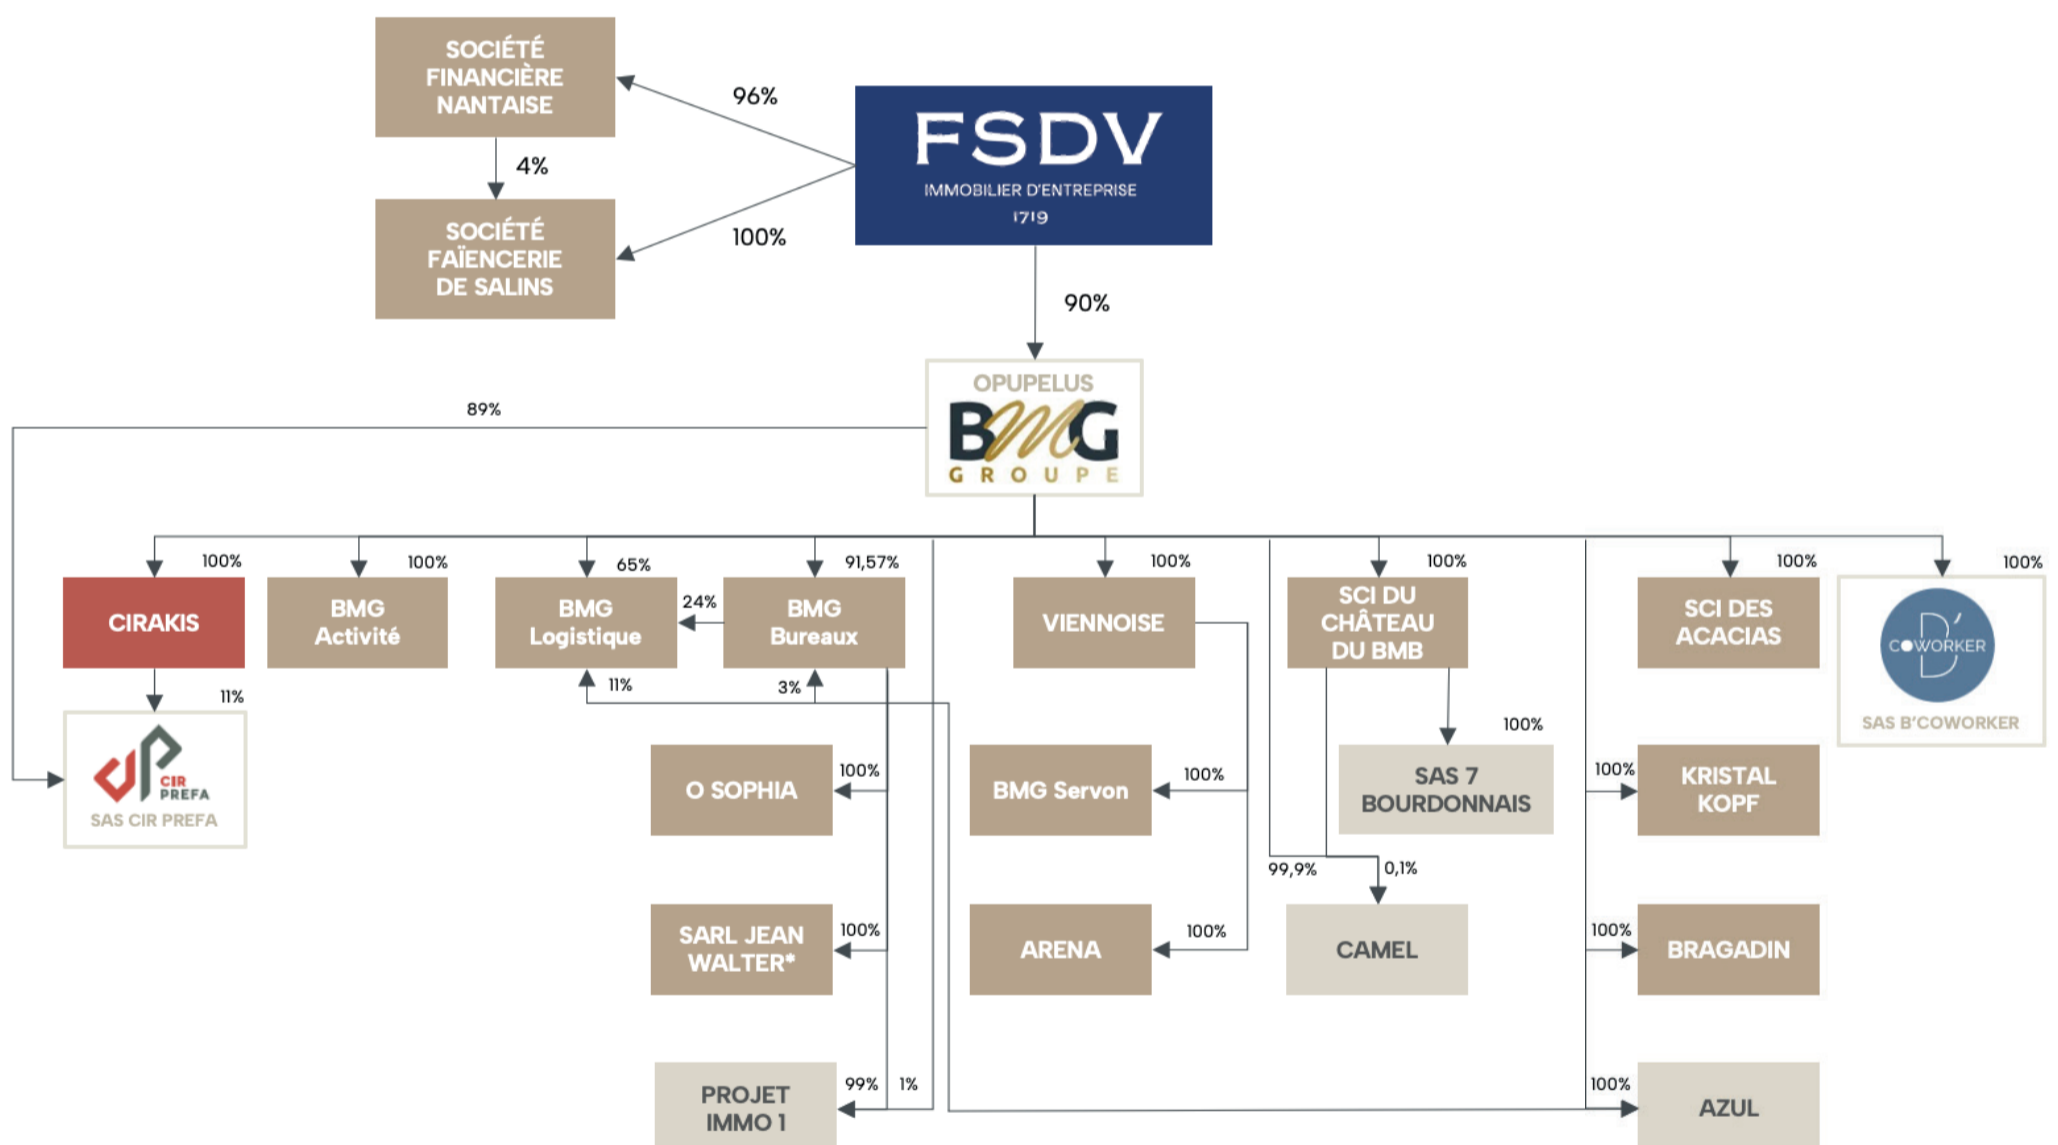 SOCIÉTÉ
FINANCIÈRE
NANTAISE
96%
FSDV
IMMOBILIER D'ENTREPRISE
1719
4%
SOCIÉTÉ
FAÏENCERIE
DE SALINS
100%
90%
OPUPELUS
BMG
GROUPE
89%
100%
100%
65%
91,57%
100%
100%
100%
100%
CIRAKIS
BMG
Activité
BMG
Logistique
24%
BMG
Bureaux
VIENNOISE
SCI DU
CHÂTEAU
DU BMB
SCI DES
ACACIAS
B'
COWORKER
SAS B'COWORKER
11%
11%
3%
CIR
PREFA
SAS CIR PREFA
O SOPHIA
100%
BMG Servon
100%
100%
SAS 7
BOURDONNAIS
100%
KRISTAL
KOPF
99,9%
0,1%
SARL JEAN
WALTER*
100%
ARENA
100%
CAMEL
100%
BRAGADIN
PROJET
IMMO 1
99%
1%
100%
AZUL